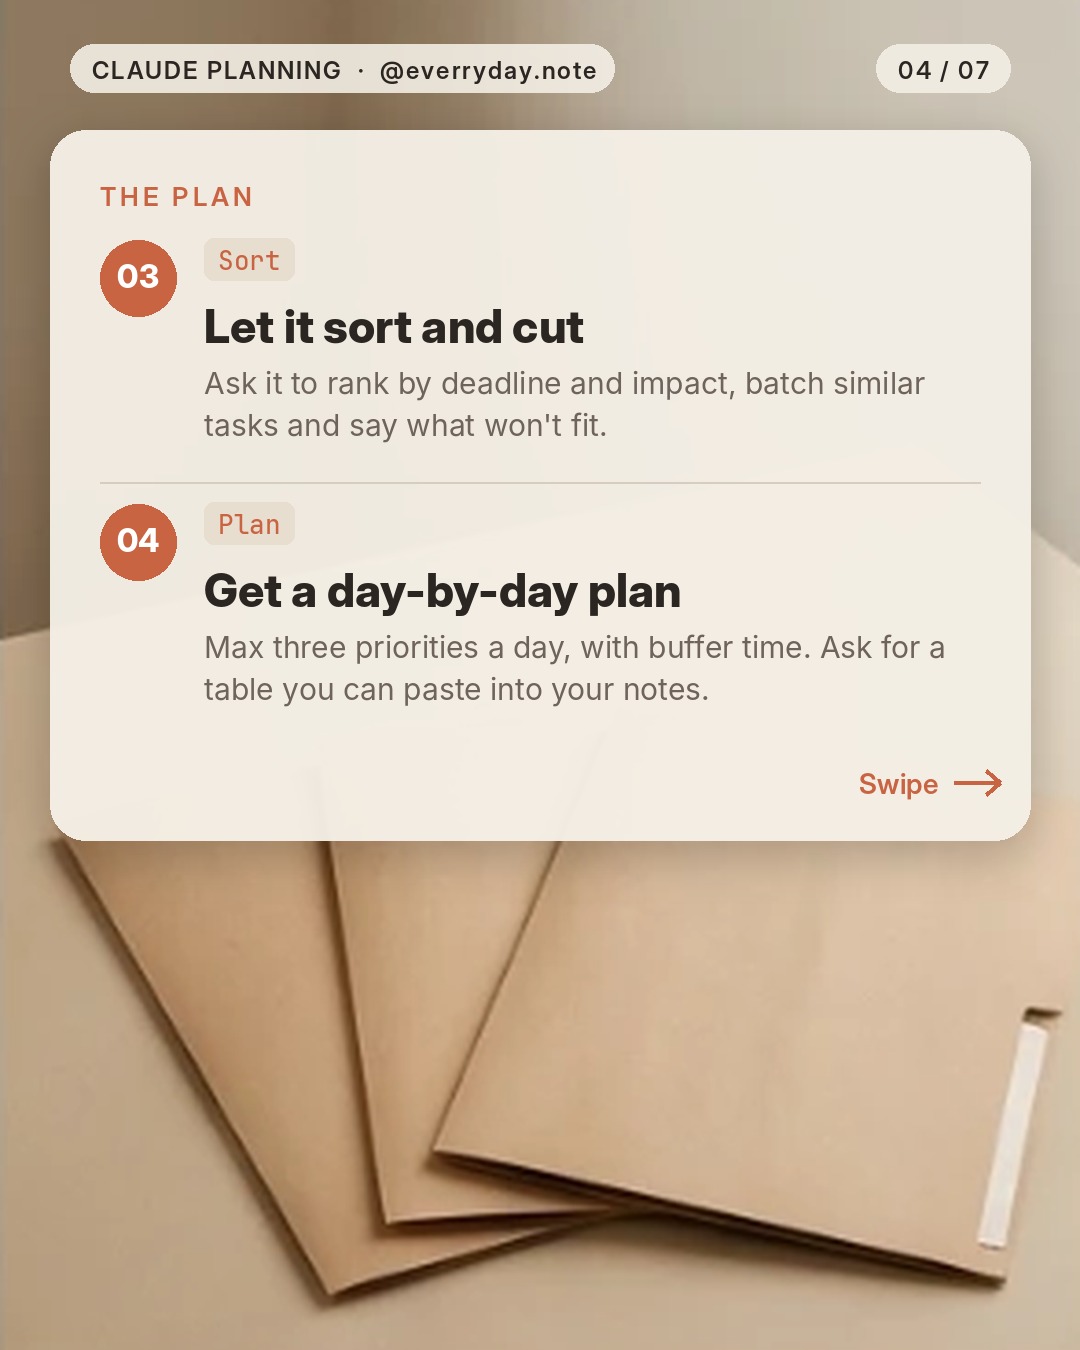 CLAUDE PLANNING · @everryday.note
04 / 07
THE PLAN
03
Sort
Let it sort and cut
Ask it to rank by deadline and impact, batch similar
tasks and say what won't fit.
04
Plan
Get a day-by-day plan
Max three priorities a day, with buffer time. Ask for a
table you can paste into your notes.
Swipe →